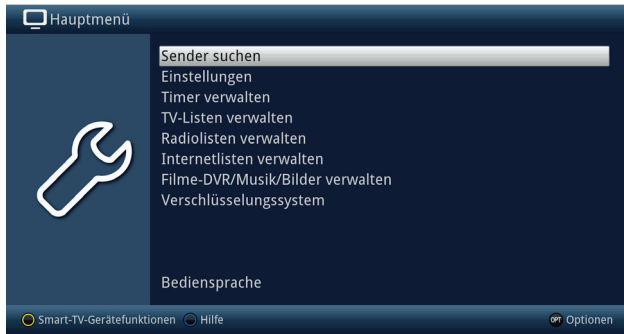 Hauptmenü
Sender suchen
Einstellungen
Timer verwalten
TV-Listen verwalten
Radiolisten verwalten
Internetlisten verwalten
Filme-DVR/Musik/Bilder verwalten
Verschlüsselungssystem
Bediensprache
Smart-TV-Gerätefunktionen Hilfe OPT Optionen